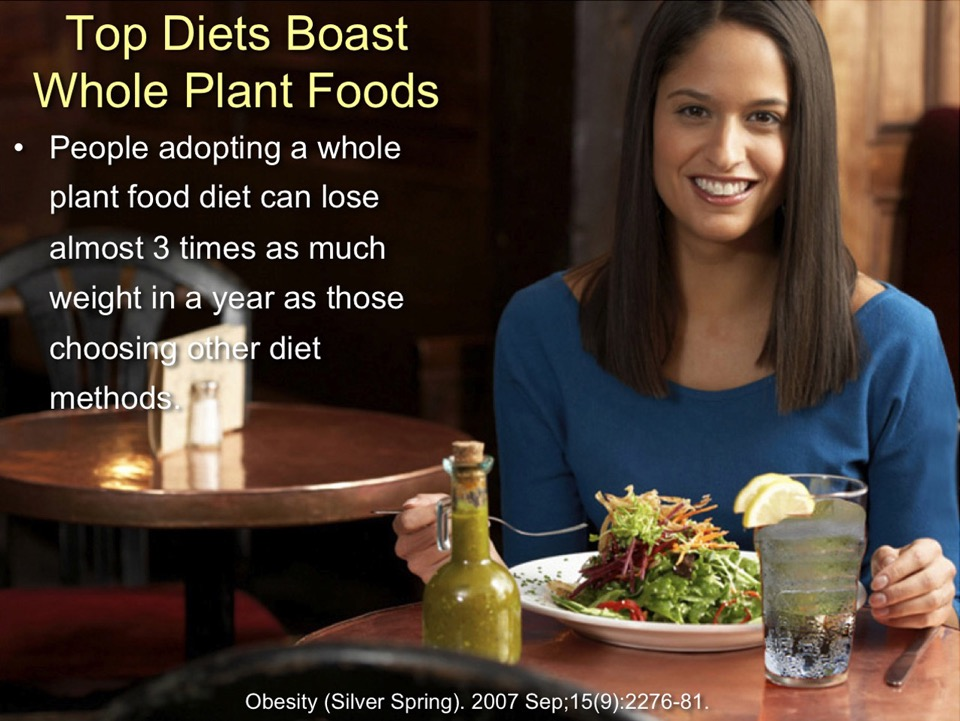 Top Diets Boast
Whole Plant Foods
• People adopting a whole
plant food diet can lose
almost 3 times as much
weight in a year as those
choosing other diet
methods.
Obesity (Silver Spring). 2007 Sep;15(9):2276-81.